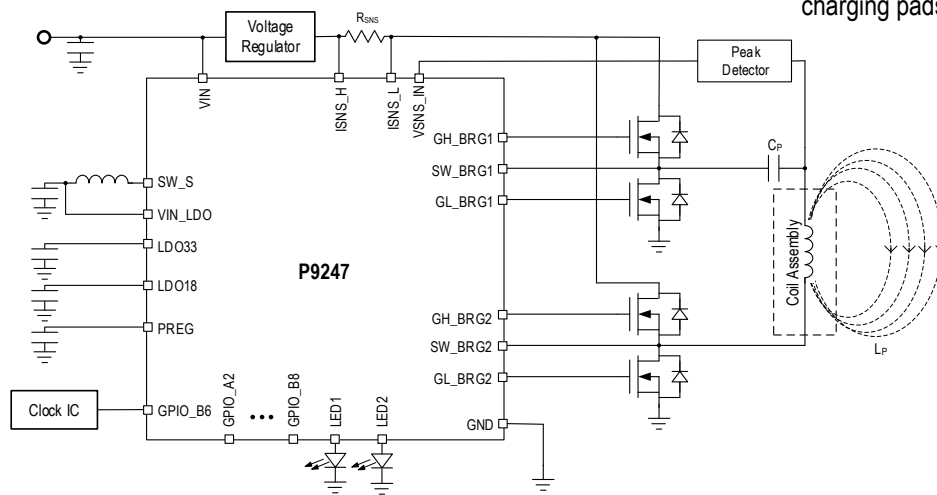 charging pads
Voltage
Regulator
RSNS
Peak
Detector
VIN
ISNS_H
ISNS_L
VSNS_IN
GH_BRG1
SW_BRG1
GL_BRG1
CP
SW_S
VIN_LDO
LDO33
LDO18
PREG
P9247
Coil Assembly
LP
GH_BRG2
SW_BRG2
GL_BRG2
Clock IC
GPIO_B6
GPIO_A2
•••
GPIO_B8
LED1
LED2
GND